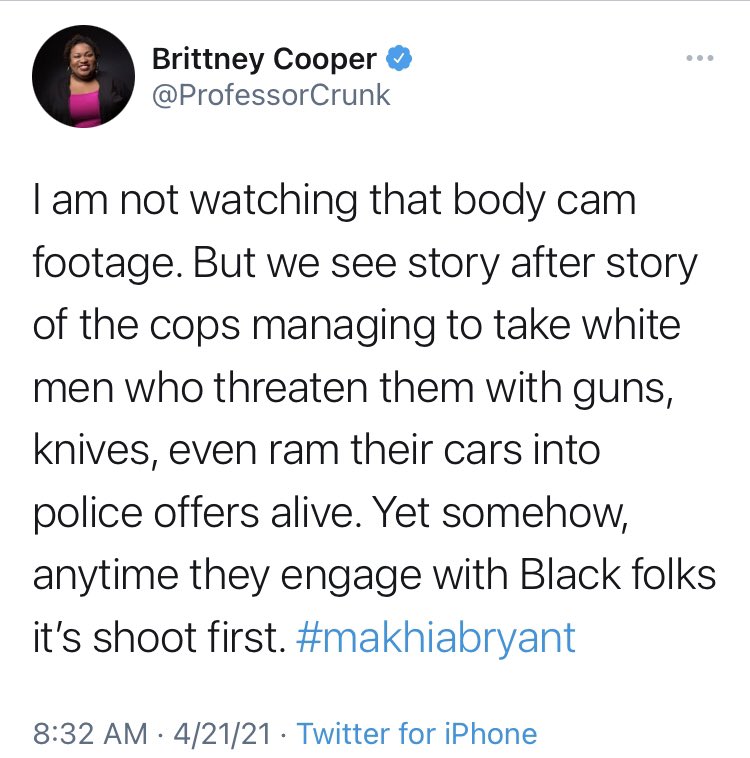 Brittney Cooper
@ProfessorCrunk
I am not watching that body cam
footage. But we see story after story
of the cops managing to take white
men who threaten them with guns,
knives, even ram their cars into
police offers alive. Yet somehow,
anytime they engage with Black folks
it’s shoot first. #makhiabryant
8:32 AM · 4/21/21 · Twitter for iPhone